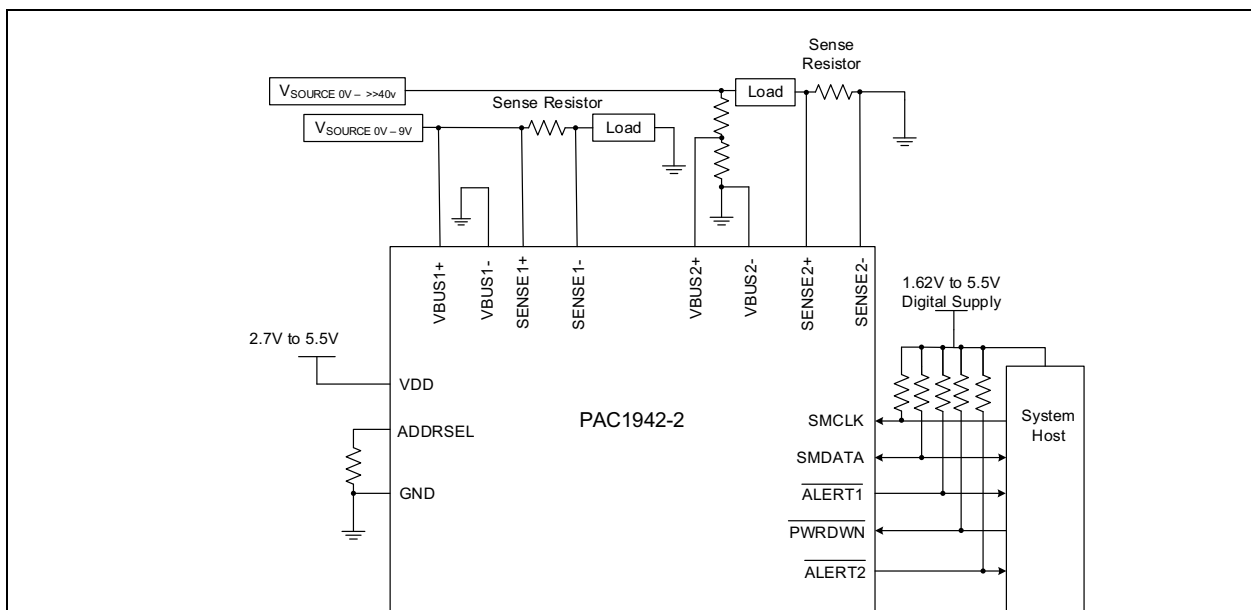 Sense
Resistor
VSOURCE 0V – >>40v
Load
Sense Resistor
VSOURCE 0V – 9V
Load
VBUS1+
VBUS1-
SENSE1+
SENSE1-
VBUS2+
VBUS2-
SENSE2+
SENSE2-
1.62V to 5.5V
Digital Supply
2.7V to 5.5V
VDD
ADDRSEL
GND
PAC1942-2
SMCLK
SMDATA
ALERT1
PWRDWN
ALERT2
System
Host